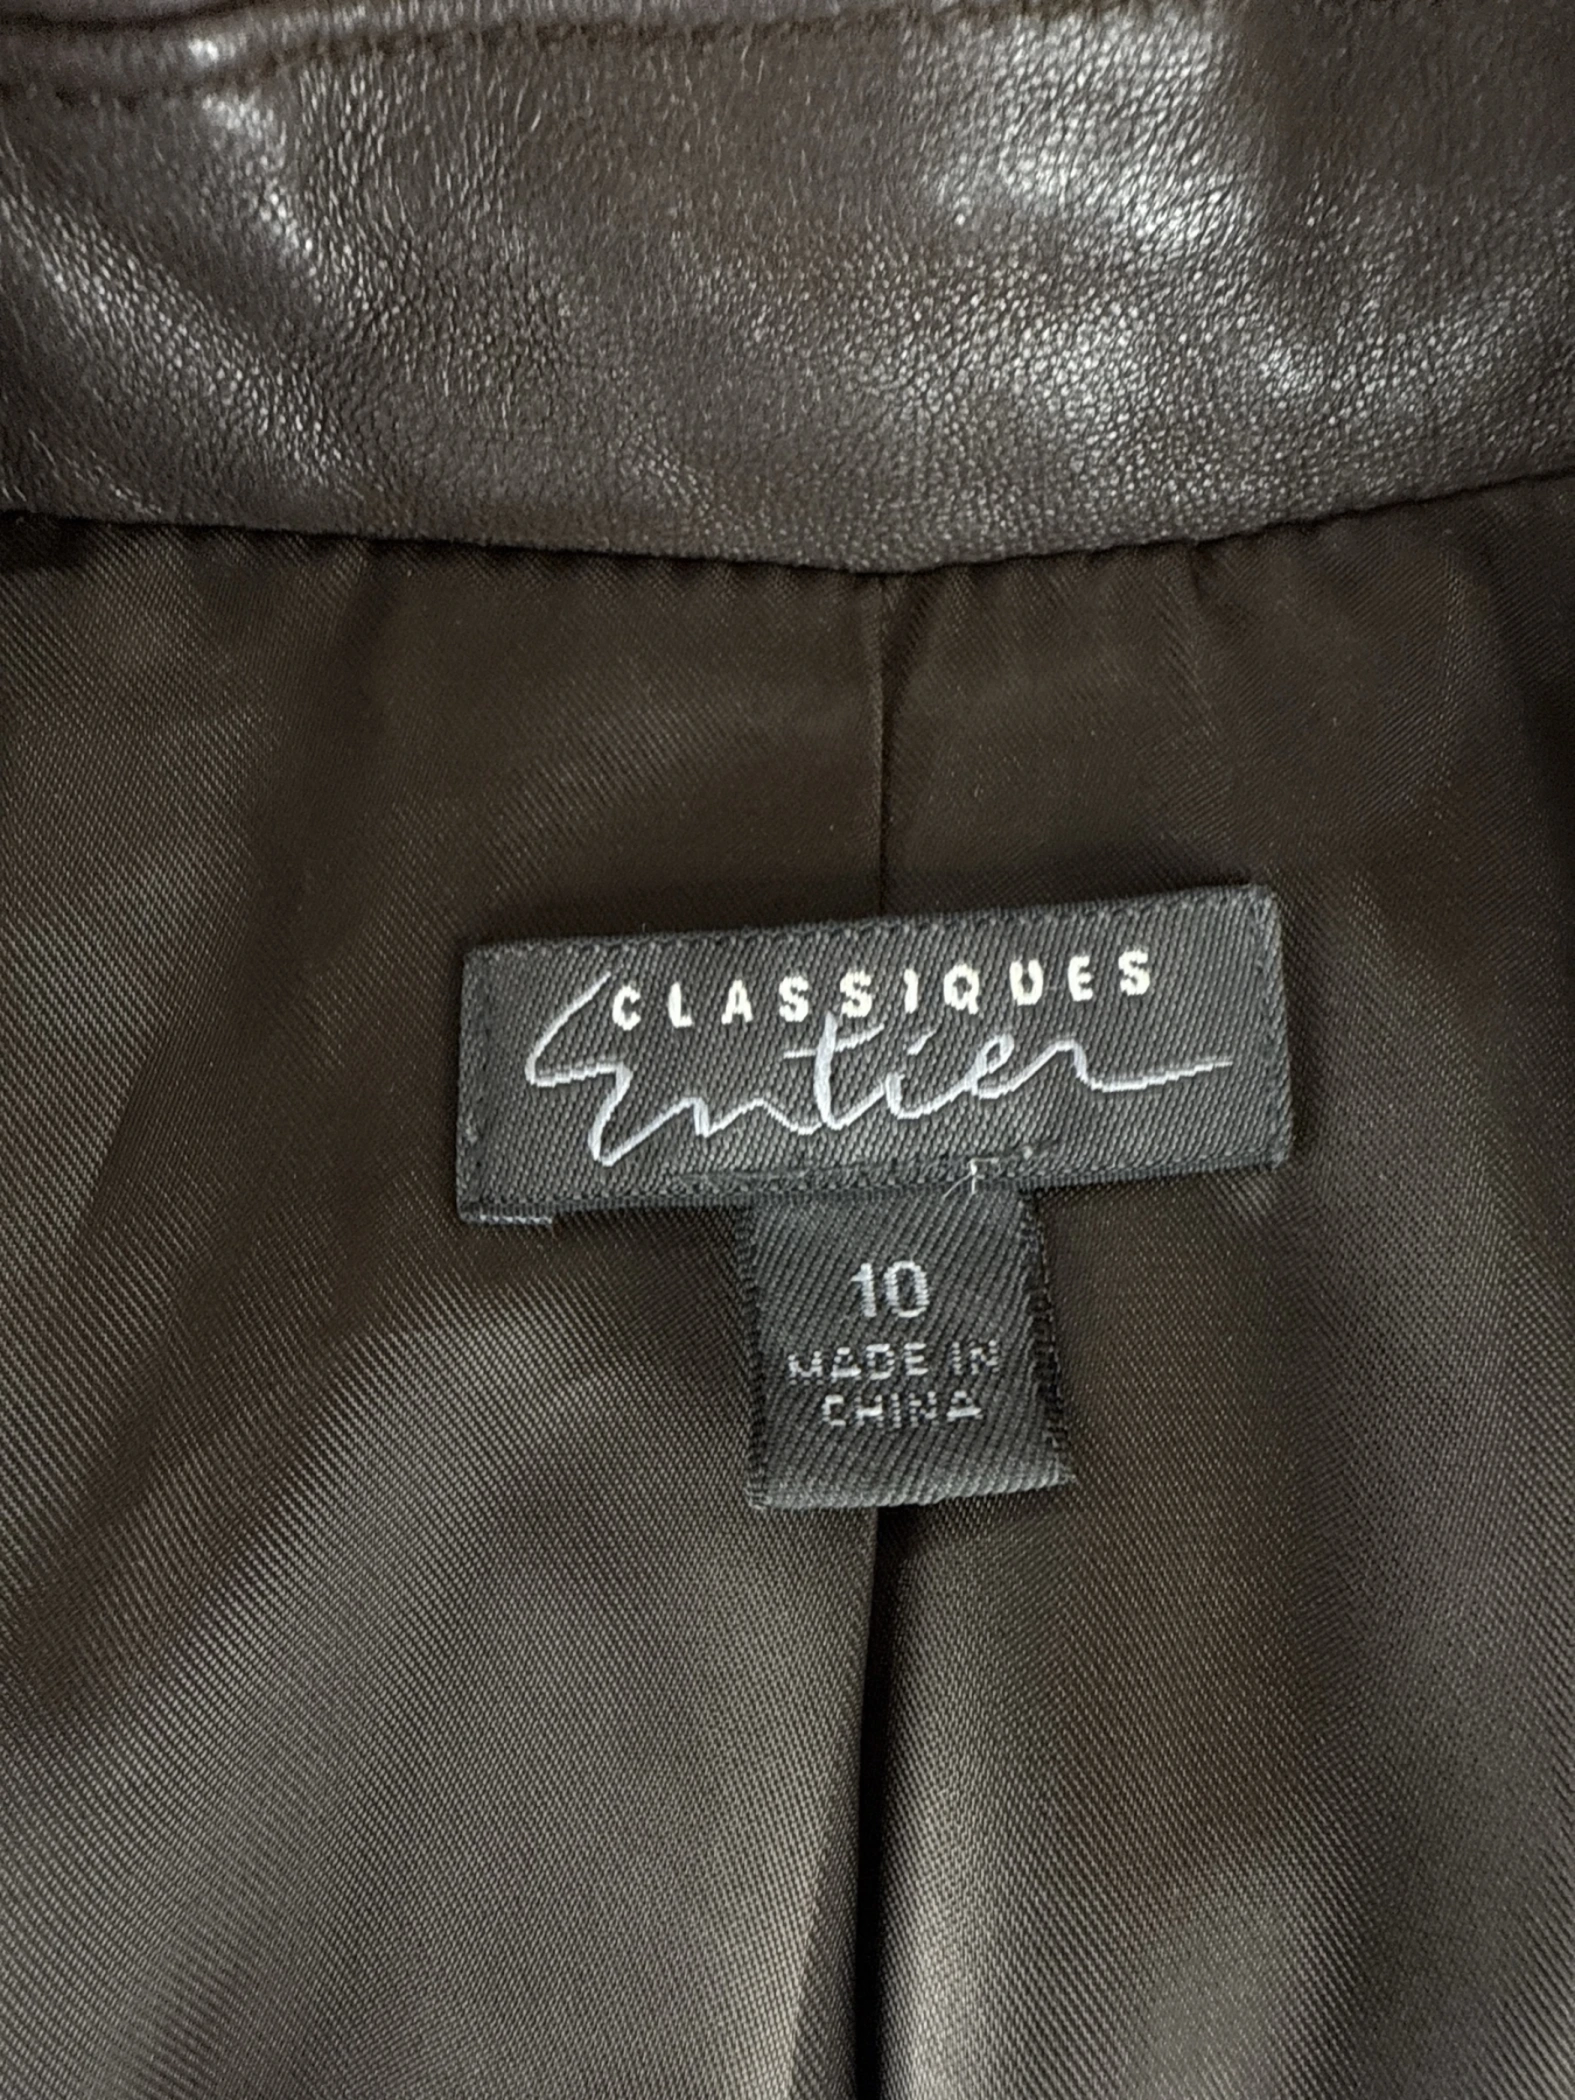 CLASSIQUES
Entier
10
MADE IN
CHINA